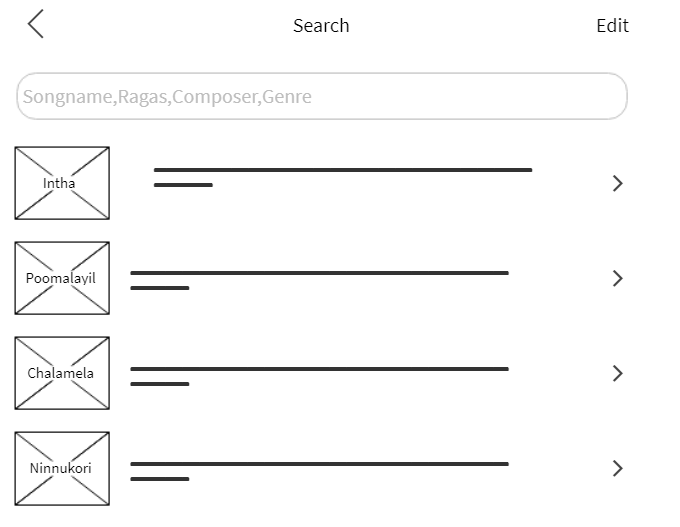 Search
Edit
Songname,Ragas,Composer,Genre
Intha
Poomalayil
Chalamela
Ninnukori